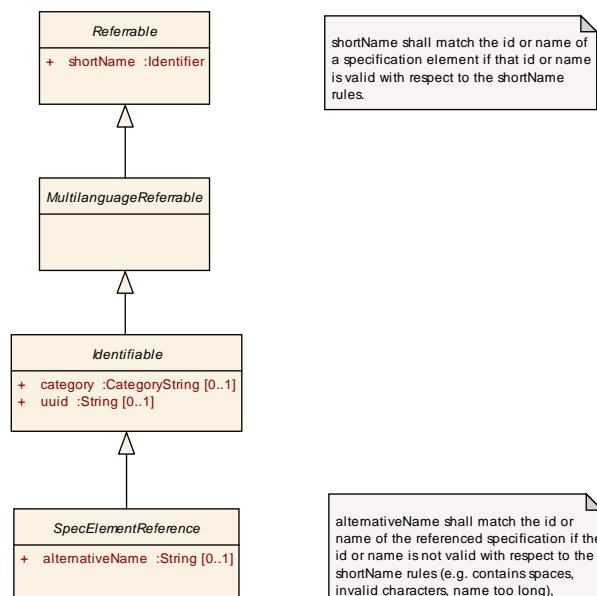 Referrable
+ shortName :Identifier
shortName shall match the id or name of
a specification element if that id or name
is valid with respect to the shortName
rules.
MultilanguageReferrable
Identifiable
+ category :CategoryString [0..1]
+ uuid :String [0..1]
SpecElementReference
+ alternativeName :String [0..1]
alternativeName shall match the id or
name of the referenced specification if the
id or name is not valid with respect to the
shortName rules (e.g. contains spaces,
invalid characters, name too long),